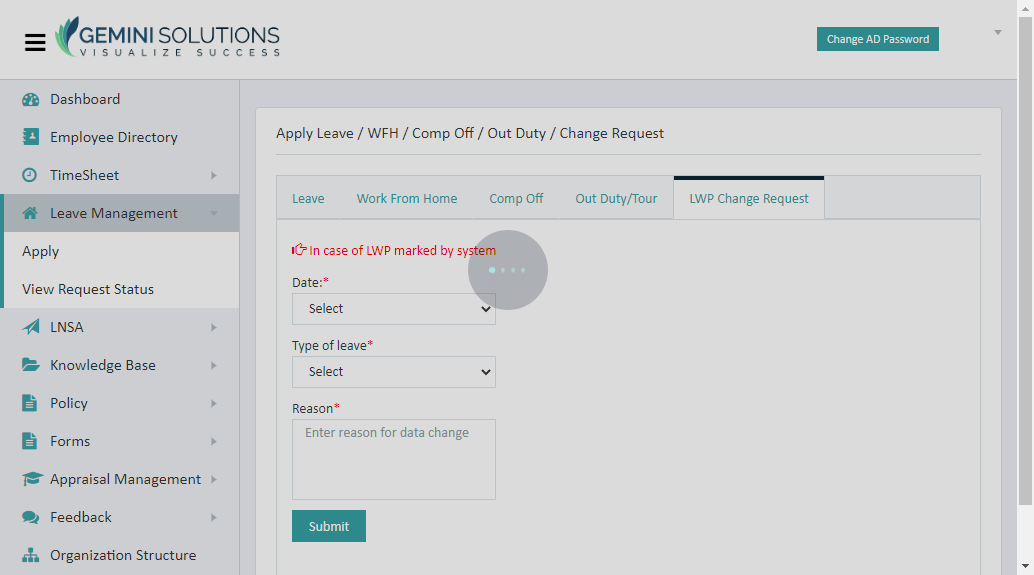 GEMINI SOLUTIONS
VISUALIZE SUCCESS
Change AD Password
Dashboard
Employee Directory
TimeSheet
Leave Management
Apply
View Request Status
LNSA
Knowledge Base
Policy
Forms
Appraisal Management
Feedback
Organization Structure
Apply Leave / WFH / Comp Off / Out Duty / Change Request
Leave Work From Home Comp Off Out Duty/Tour LWP Change Request
In case of LWP marked by system
Date:*
Select
Type of leave*
Select
Reason*
Enter reason for data change
Submit